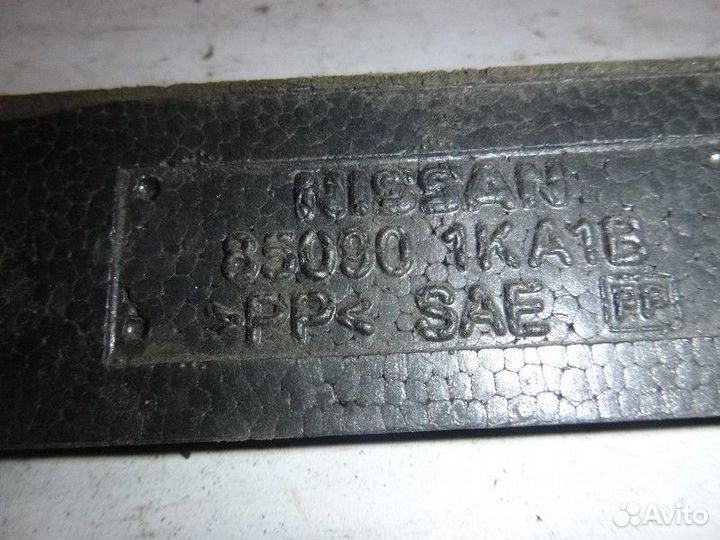 NISSAN
85090 1KA1B
>PP< SAE PP
Avito